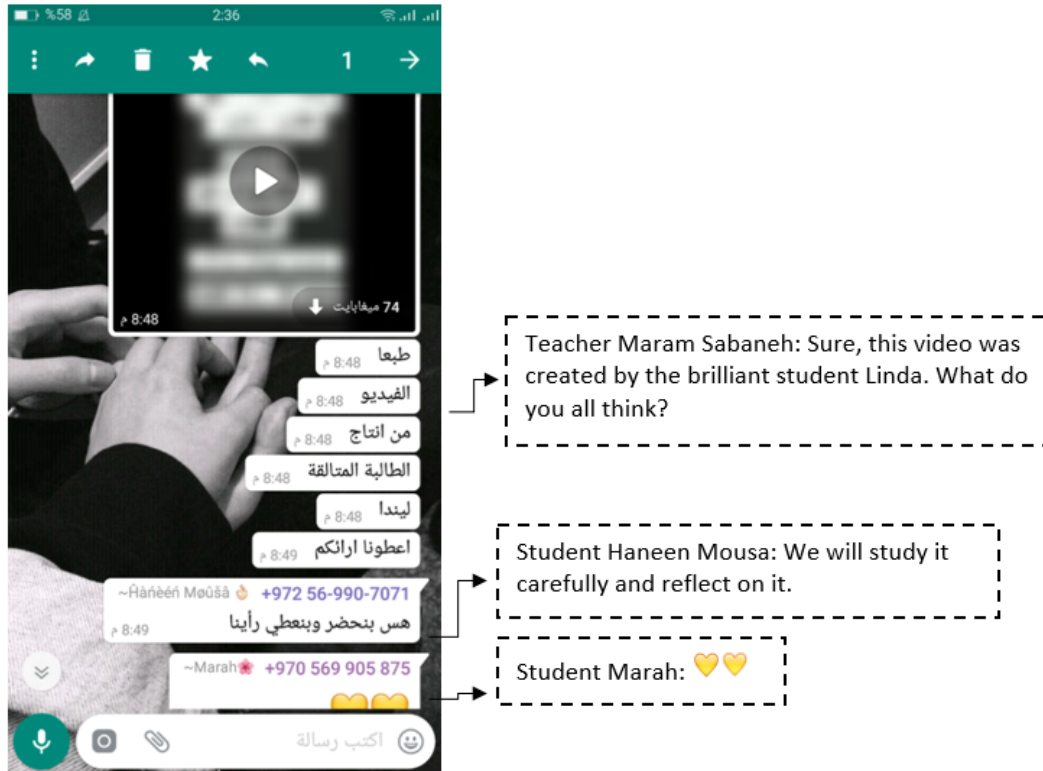 %58 2:36
1
74 ميغابايت
8:48 م
طبعا 8:48 م
الفيديو 8:48 م
من انتاج 8:48 م
الطالبة المتالقة 8:48 م
ليندا 8:48 م
اعطونا ارائكم 8:49 م
Teacher Maram Sabaneh: Sure, this video was
created by the brilliant student Linda. What do
you all think?
~Ĥàńèéń Møûšâ 👌🏻 +972 56-990-7071
هس بنحضر وبنعطي رأينا 8:49 م
Student Haneen Mousa: We will study it
carefully and reflect on it.
~Marah🌸 +970 569 905 875
💛💛
Student Marah: 💛💛
اكتب رسالة